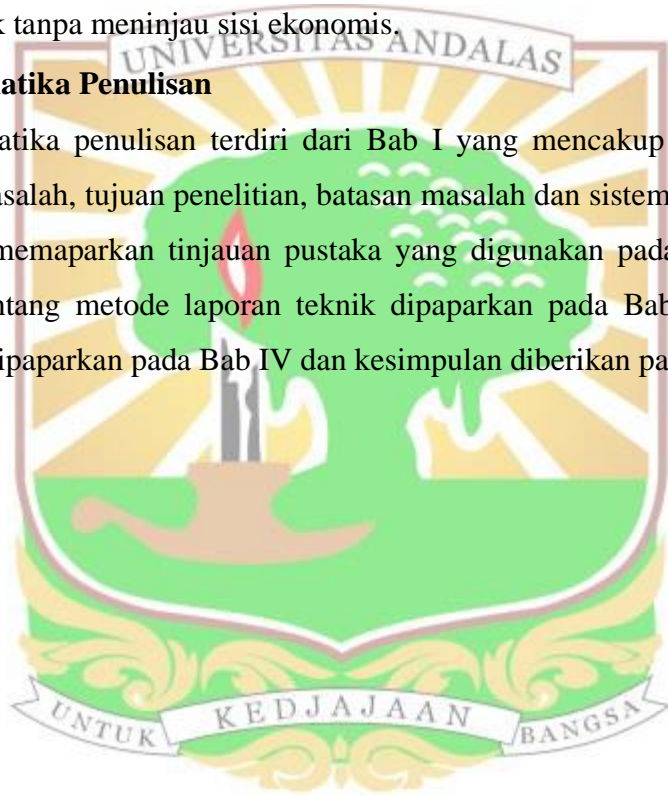 k tanpa meninjau sisi ekonomis.
UNIVERSITAS ANDALAS
atika Penulisan
atika penulisan terdiri dari Bab I yang mencakup
asalah, tujuan penelitian, batasan masalah dan sistem
memaparkan tinjauan pustaka yang digunakan pada
ntang metode laporan teknik dipaparkan pada Bab
ipaparkan pada Bab IV dan kesimpulan diberikan pa
UNTUK KEDJAJAAN BANGSA